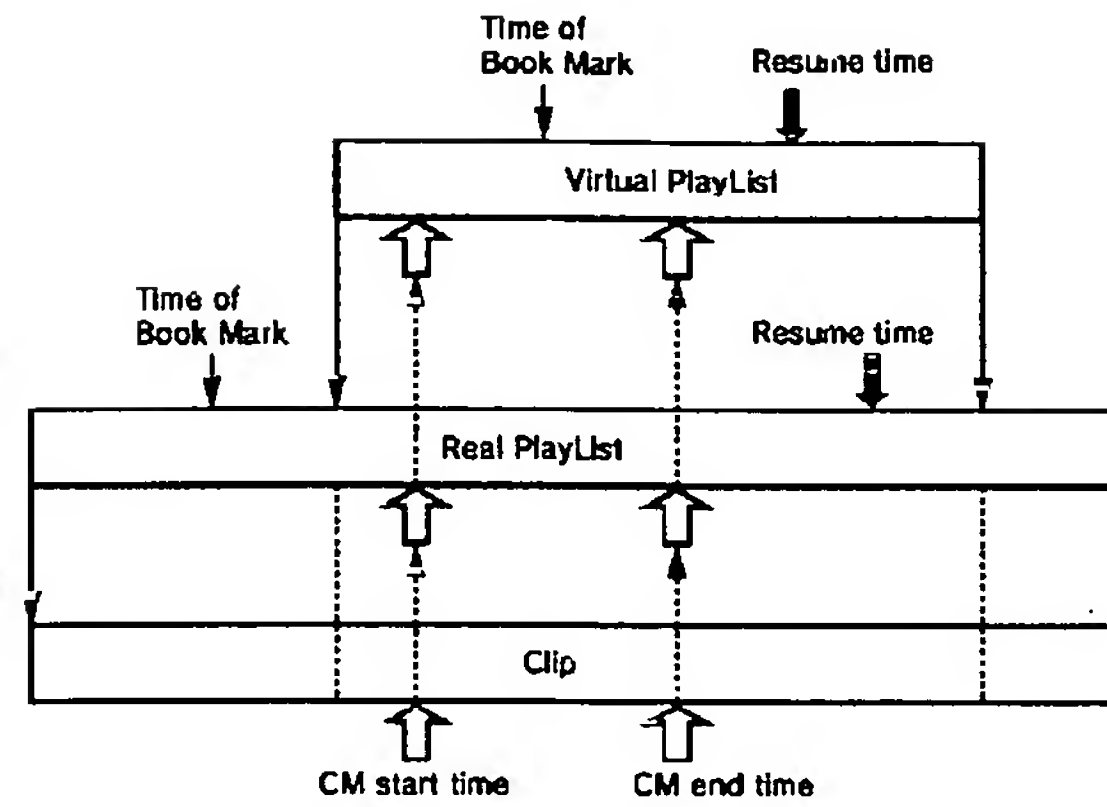 Time of
Book Mark
Resume time
Virtual PlayList
Time of
Book Mark
Resume time
Real PlayList
Clip
CM start time
CM end time